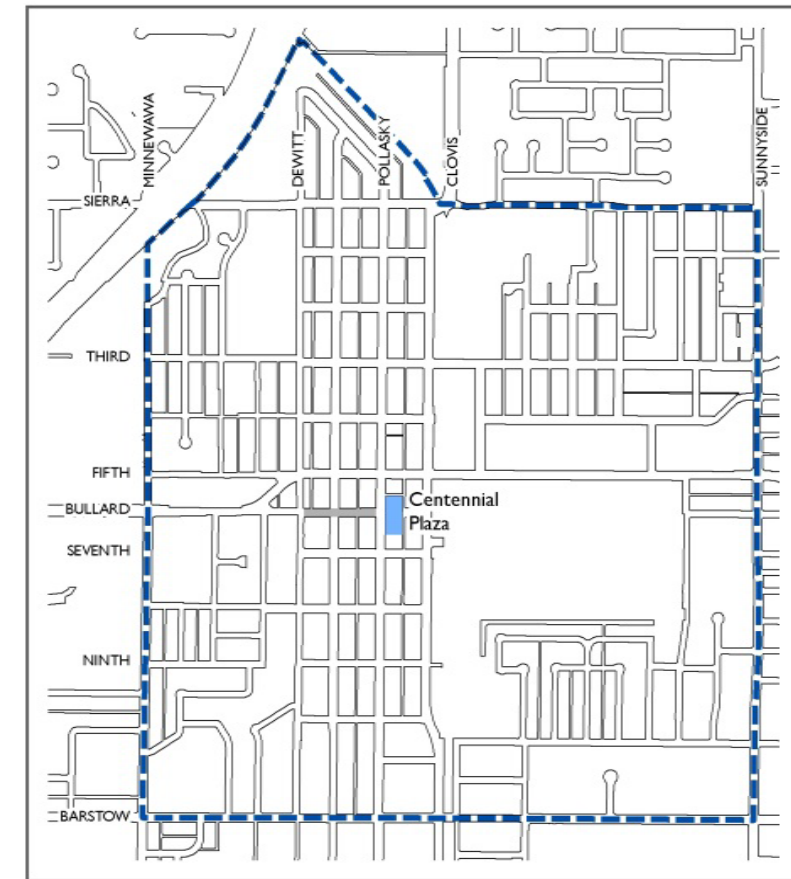 MINNEWAWA
DEWITT
POLLASKY
CLOVIS
SUNNYSIDE
SIERRA
THIRD
FIFTH
BULLARD
Centennial
Plaza
SEVENTH
NINTH
BARSTOW